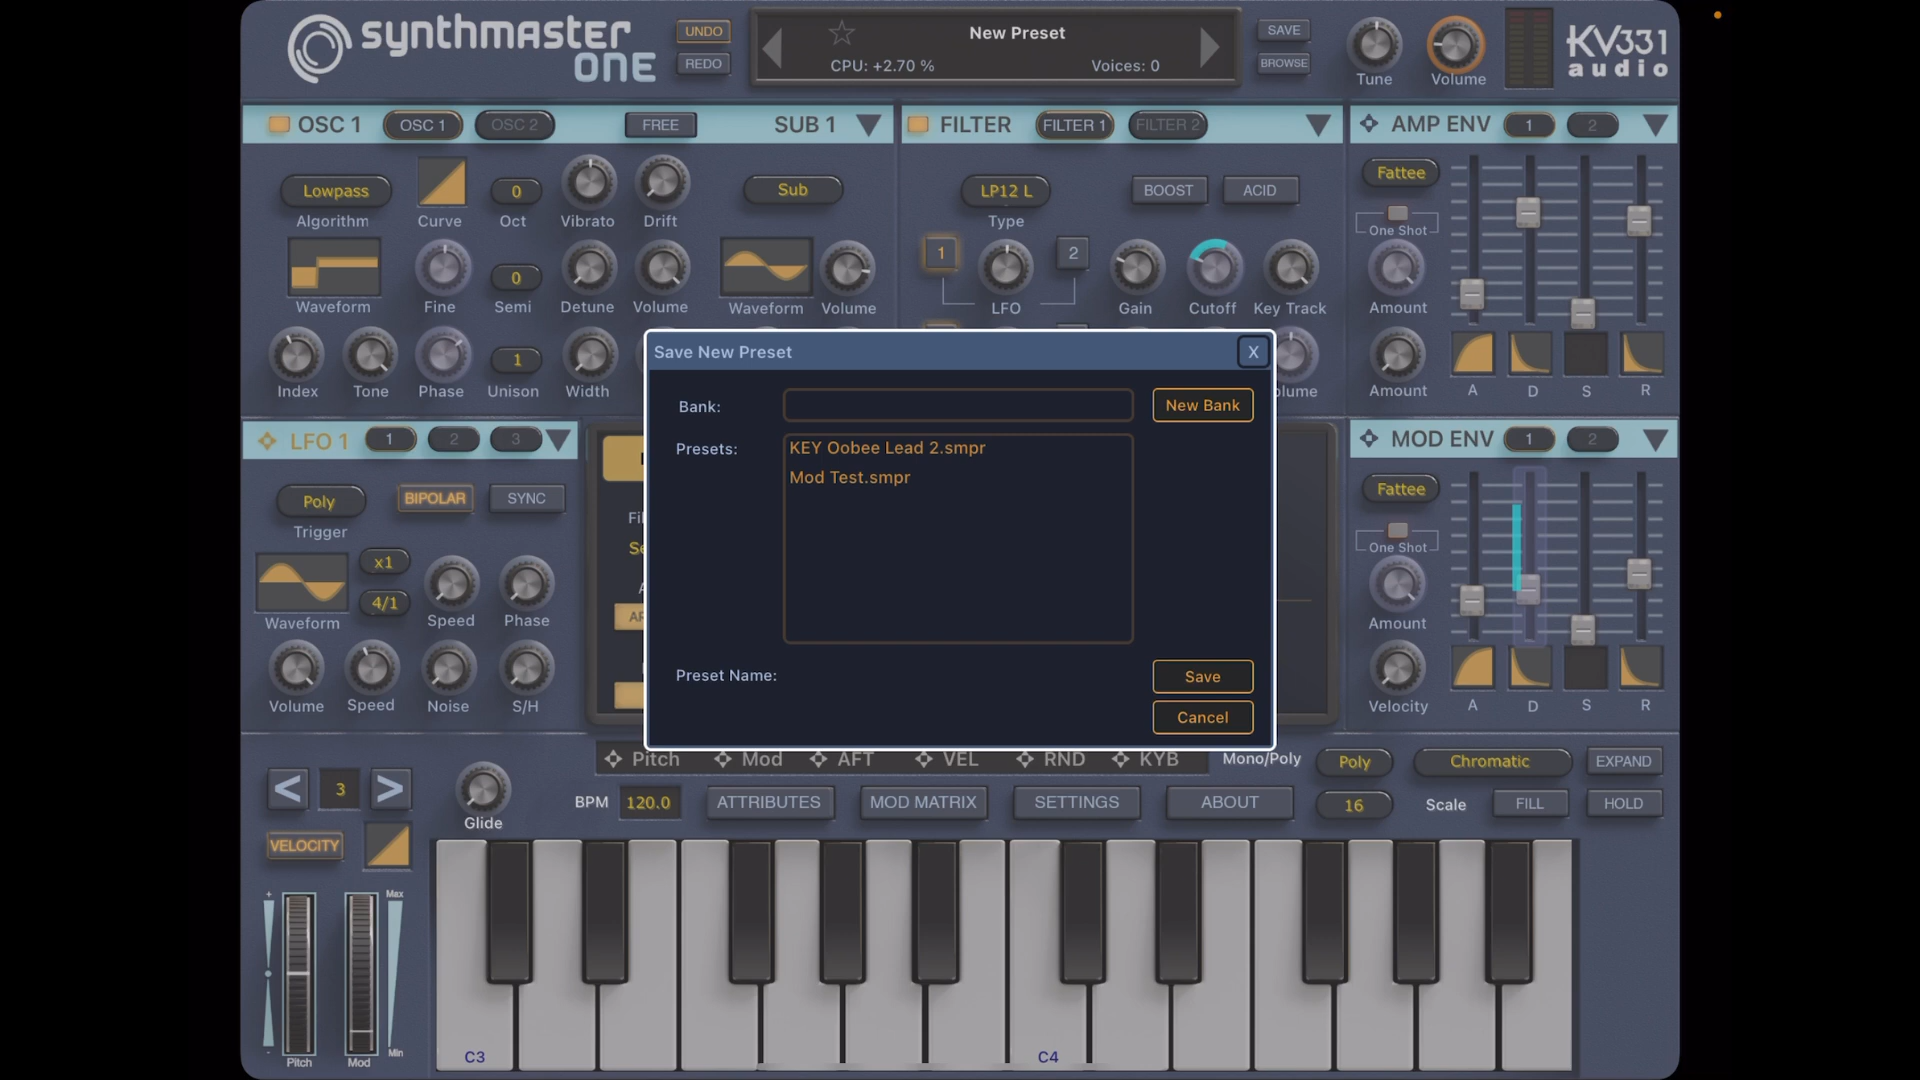 synthmaster ONE
UNDO
REDO
New Preset
CPU: +2.70 %
Voices: 0
SAVE
BROWSE
Tune
Volume
KV331 audio
OSC 1
OSC 1
OSC 2
FREE
SUB 1
FILTER
FILTER 1
FILTER 2
AMP ENV
1
2
Lowpass
Algorithm
Curve
0
Oct
Vibrato
Drift
Sub
LP12 L
Type
BOOST
ACID
Fattee
One Shot
Waveform
Fine
0
Semi
Detune
Volume
Waveform
Volume
1
LFO
2
Gain
Cutoff
Key Track
Amount
Index
Tone
Phase
1
Unison
Width
Amount
A
D
S
R
Save New Preset
X
Bank:
New Bank
Presets:
KEY Oobee Lead 2.smpr
Mod Test.smpr
Preset Name:
Save
Cancel
LFO 1
1
2
3
Poly
Trigger
BIPOLAR
SYNC
Waveform
x1
4/1
Speed
Phase
Volume
Speed
Noise
S/H
MOD ENV
1
2
Fattee
One Shot
Amount
Velocity
A
D
S
R
Pitch
Mod
AFT
VEL
RND
KYB
Mono/Poly
Poly
Chromatic
EXPAND
<
3
>
Glide
BPM
120.0
ATTRIBUTES
MOD MATRIX
SETTINGS
ABOUT
16
Scale
FILL
HOLD
VELOCITY
+
-
Pitch
Max
Min
Mod
C3
C4